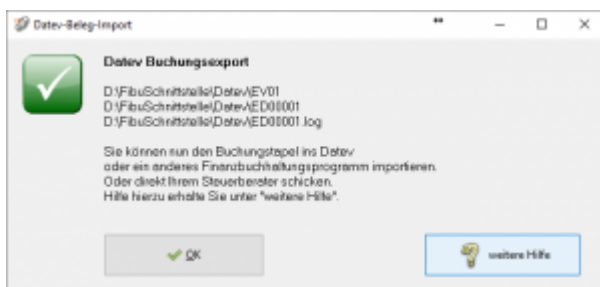 Datev-Beleg-Import
Datev Buchungsexport
D:\FibuSchnittstelle\Datev\EV01
D:\FibuSchnittstelle\Datev\ED00001
D:\FibuSchnittstelle\Datev\ED00001.log
Sie können nun den Buchungstapel ins Datev
oder ein anderes Finanzbuchhaltungsprogramm importieren.
Oder direkt Ihrem Steuerberater schicken.
Hilfe hierzu erhalte Sie unter "weitere Hilfe".
OK
weitere Hilfe